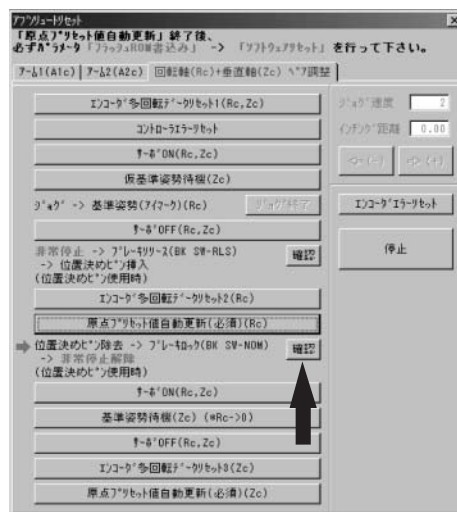 アブソリュートリセット
「原点プリセット値自動更新」終了後、
必ずパラメータ「フラッシュROM書込み」 -> 「ソフトウェアリセット」 を行って下さい。
アーム1(A1c) アーム2(A2c) 回転軸(Rc)+垂直軸(Zc) ペア調整
エンコーダ多回転データリセット1(Rc,Zc)
コントローラエラーリセット
サーボON(Rc,Zc)
仮基準姿勢待機(Zc)
ジョグ -> 基準姿勢(アイマーク)(Rc) ジョグ終了
サーボOFF(Rc,Zc)
非常停止 -> ブレーキリリース(BK SW-RLS)
-> 位置決めピン挿入
(位置決めピン使用時)
確認
エンコーダ多回転データリセット2(Rc)
原点プリセット値自動更新(必須)(Rc)
位置決めピン除去 -> ブレーキロック(BK SW-NOM)
-> 非常停止解除
(位置決めピン使用時)
確認
サーボON(Rc,Zc)
基準姿勢待機(Zc) (*Rc->0)
サーボOFF(Rc,Zc)
エンコーダ多回転データリセット3(Zc)
原点プリセット値自動更新(必須)(Zc)
ジョグ速度 2
インチング距離 0.00
<-(-) ->(+)
エンコーダエラーリセット
停止